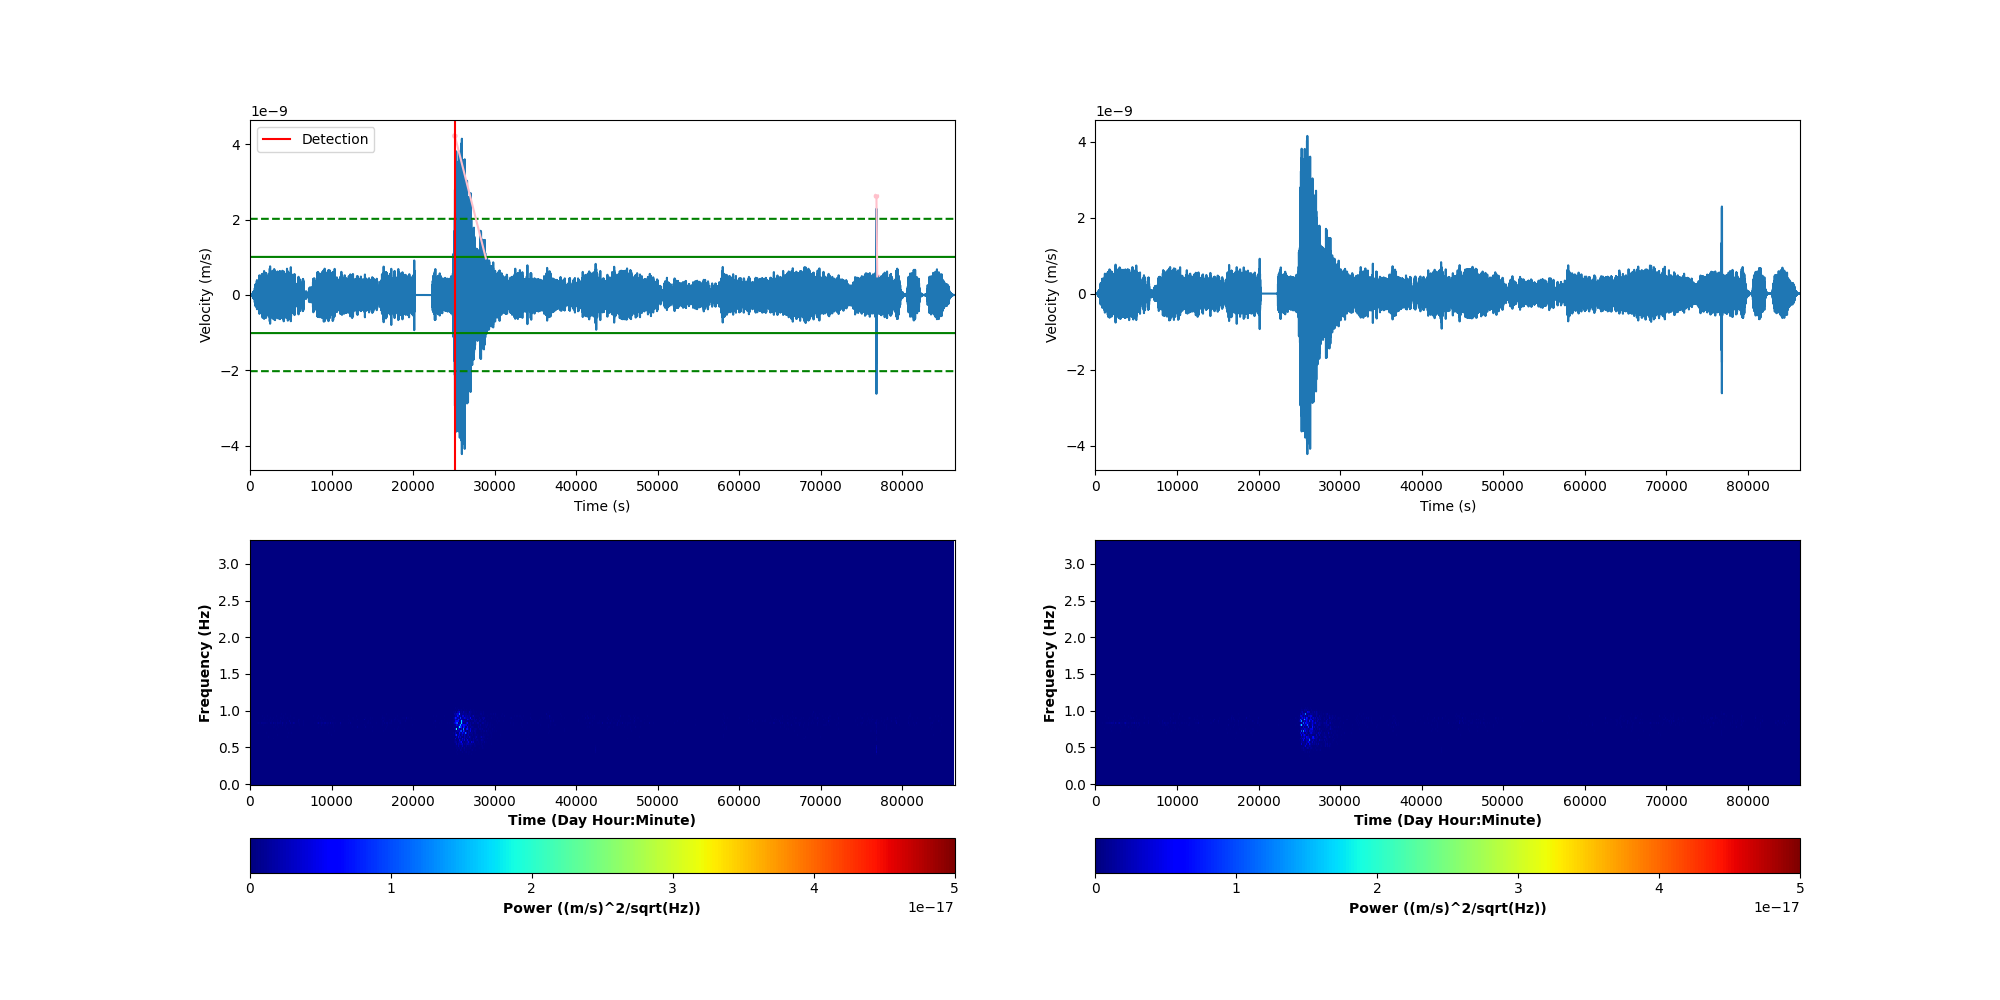 1e−9
Detection
4
2
0
−2
−4
Velocity (m/s)
0 10000 20000 30000 40000 50000 60000 70000 80000
Time (s)
1e−9
4
2
0
−2
−4
Velocity (m/s)
0 10000 20000 30000 40000 50000 60000 70000 80000
Time (s)
3.0
2.5
2.0
1.5
1.0
0.5
0.0
Frequency (Hz)
0 10000 20000 30000 40000 50000 60000 70000 80000
Time (Day Hour:Minute)
3.0
2.5
2.0
1.5
1.0
0.5
0.0
Frequency (Hz)
0 10000 20000 30000 40000 50000 60000 70000 80000
Time (Day Hour:Minute)
0 1 2 3 4 5
Power ((m/s)^2/sqrt(Hz))
1e−17
0 1 2 3 4 5
Power ((m/s)^2/sqrt(Hz))
1e−17